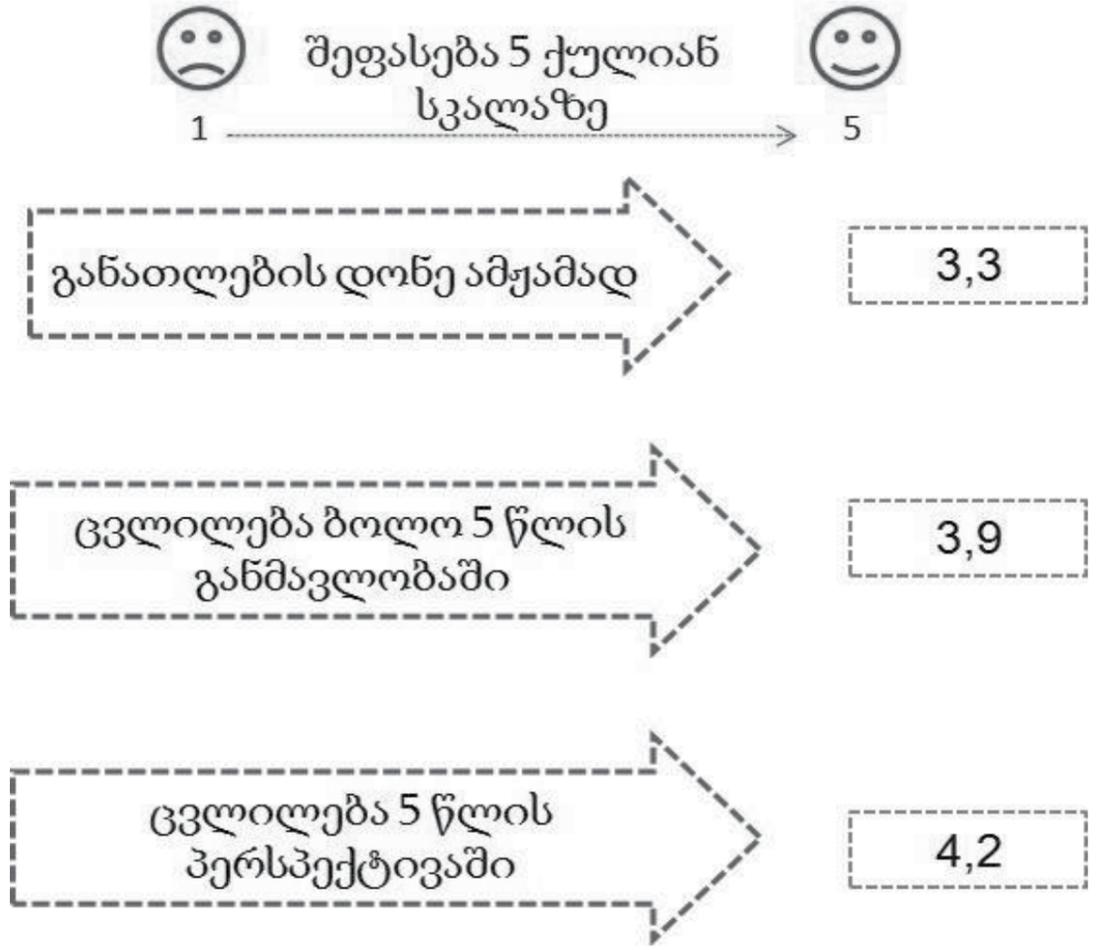 შეფასება 5 ქულიან
სკალაზე
1
5
განათლების დონე ამჟამად
3,3
ცვლილება ბოლო 5 წლის
განმავლობაში
3,9
ცვლილება 5 წლის
პერსპექტივაში
4,2